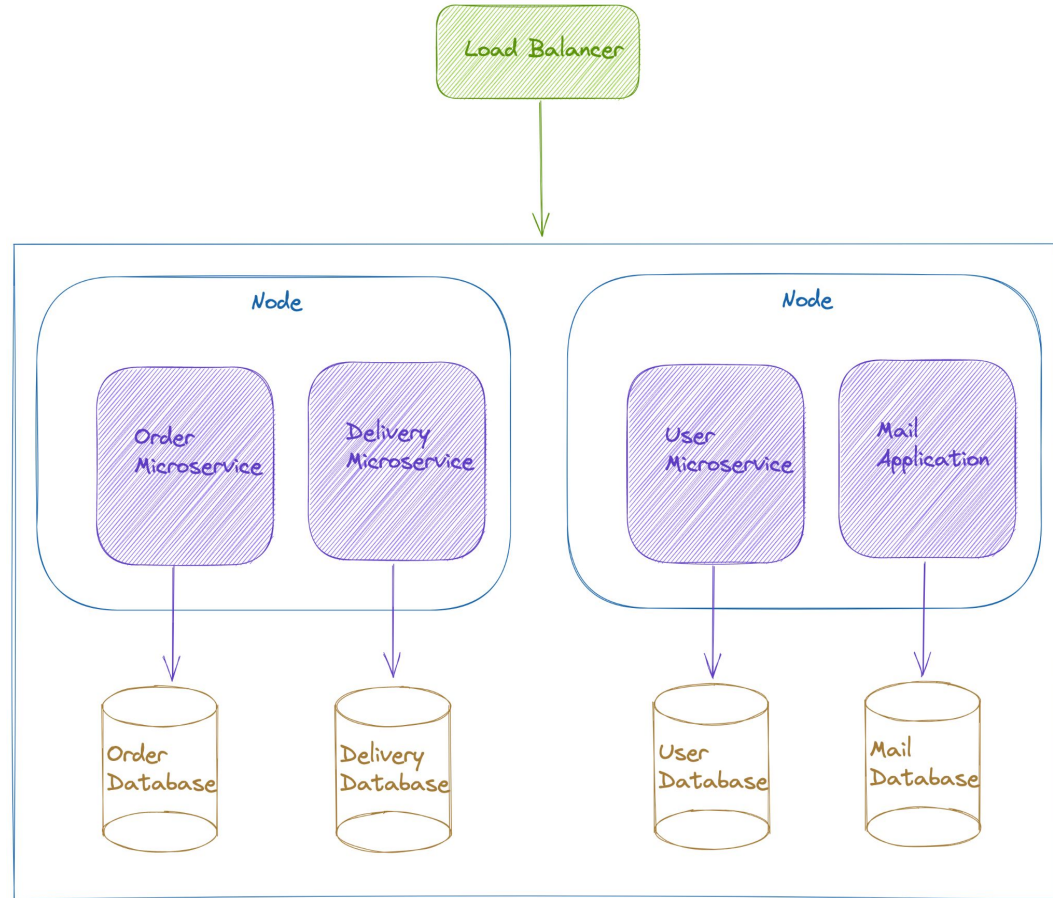 Load Balancer
Node
Node
Order
Microservice
Delivery
Microservice
User
Microservice
Mail
Application
Order
Database
Delivery
Database
User
Database
Mail
Database